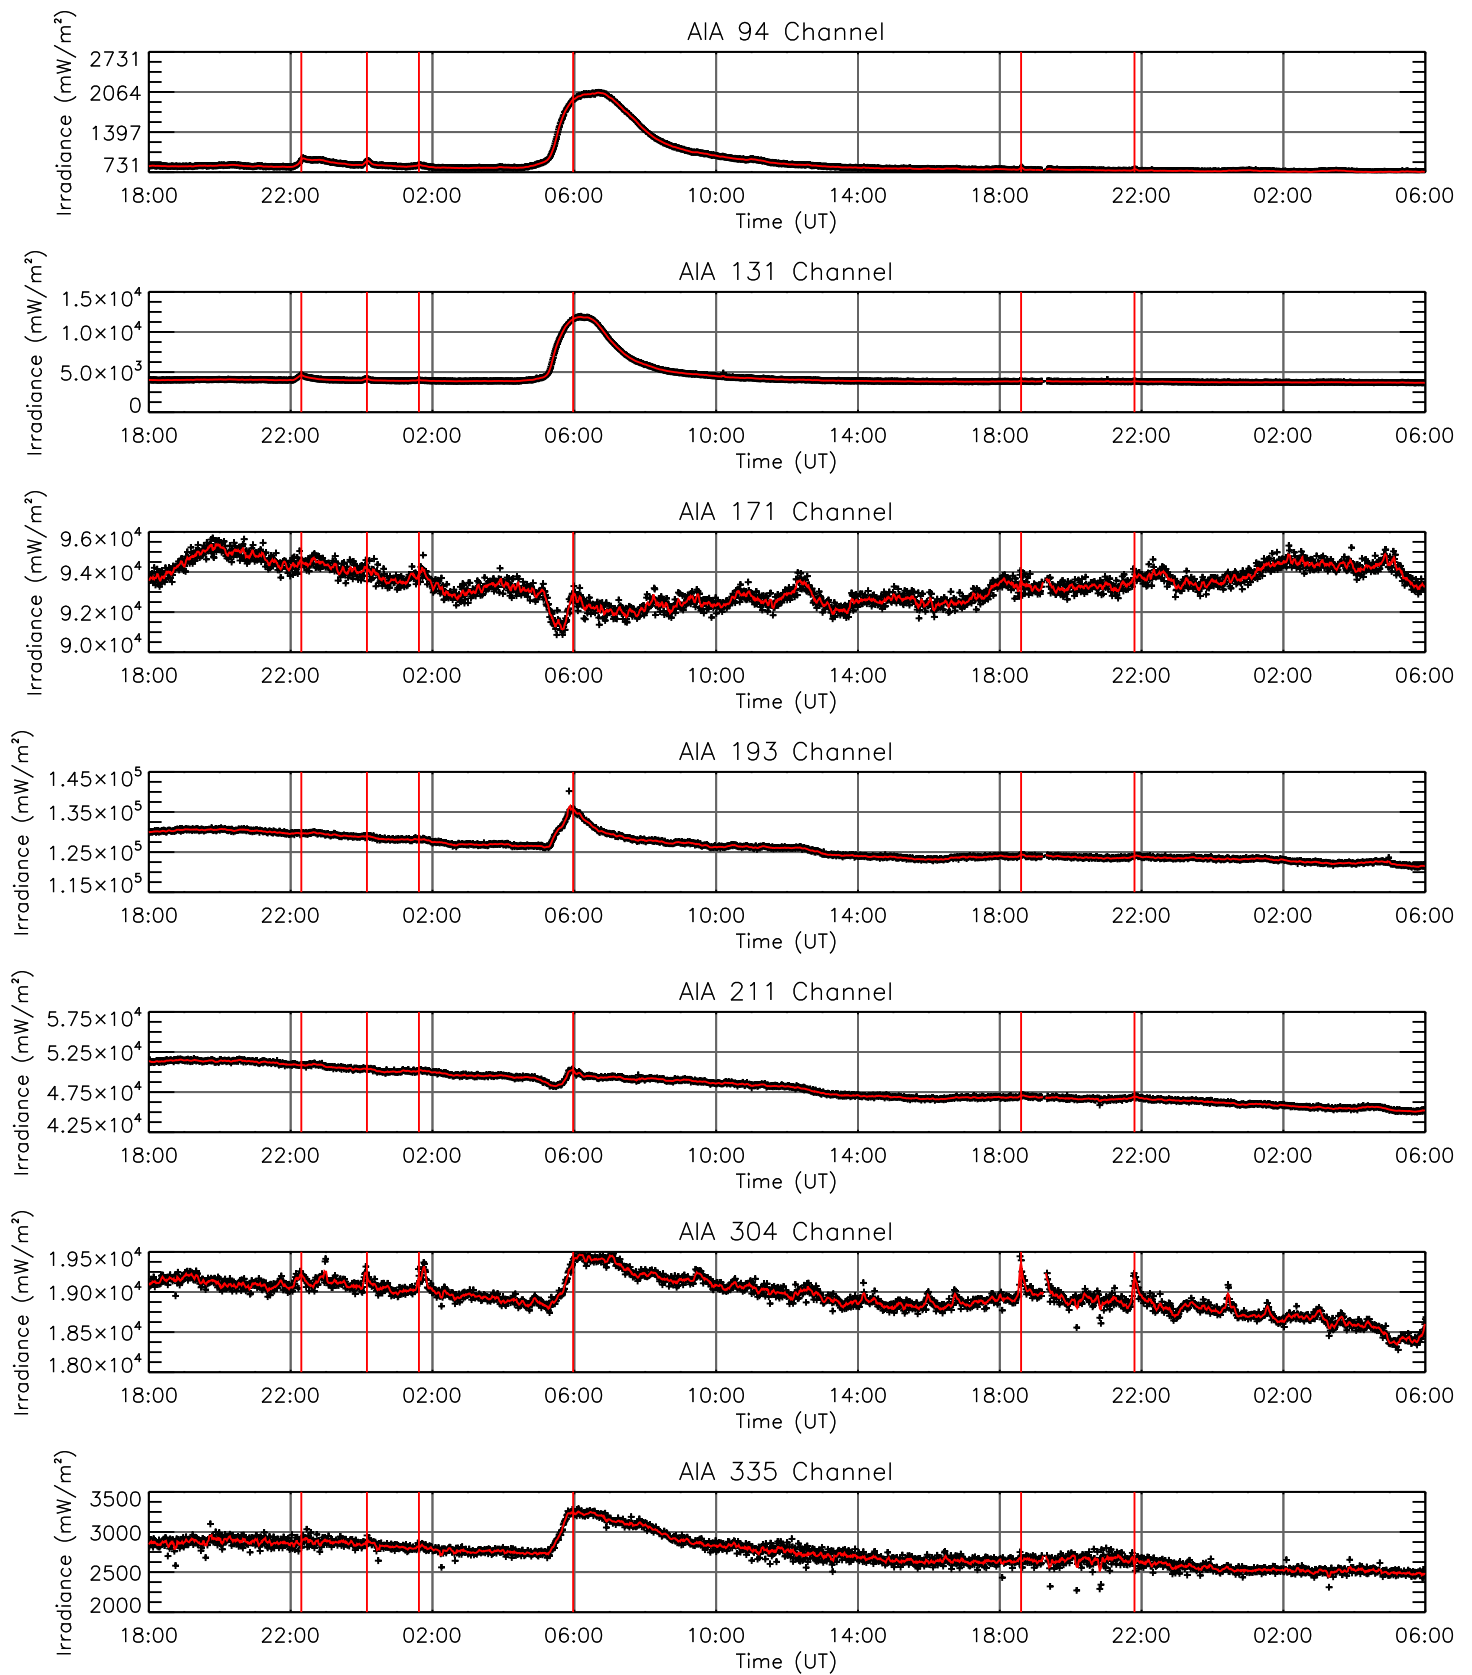 AIA 94 Channel
Irradiance (mW/m²)
2731
2064
1397
731
18:00 22:00 02:00 06:00 10:00 14:00 18:00 22:00 02:00 06:00
Time (UT)
AIA 131 Channel
Irradiance (mW/m²)
1.5×10⁴
1.0×10⁴
5.0×10³
0
18:00 22:00 02:00 06:00 10:00 14:00 18:00 22:00 02:00 06:00
Time (UT)
AIA 171 Channel
Irradiance (mW/m²)
9.6×10⁴
9.4×10⁴
9.2×10⁴
9.0×10⁴
18:00 22:00 02:00 06:00 10:00 14:00 18:00 22:00 02:00 06:00
Time (UT)
AIA 193 Channel
Irradiance (mW/m²)
1.45×10⁵
1.35×10⁵
1.25×10⁵
1.15×10⁵
18:00 22:00 02:00 06:00 10:00 14:00 18:00 22:00 02:00 06:00
Time (UT)
AIA 211 Channel
Irradiance (mW/m²)
5.75×10⁴
5.25×10⁴
4.75×10⁴
4.25×10⁴
18:00 22:00 02:00 06:00 10:00 14:00 18:00 22:00 02:00 06:00
Time (UT)
AIA 304 Channel
Irradiance (mW/m²)
1.95×10⁴
1.90×10⁴
1.85×10⁴
1.80×10⁴
18:00 22:00 02:00 06:00 10:00 14:00 18:00 22:00 02:00 06:00
Time (UT)
AIA 335 Channel
Irradiance (mW/m²)
3500
3000
2500
2000
18:00 22:00 02:00 06:00 10:00 14:00 18:00 22:00 02:00 06:00
Time (UT)